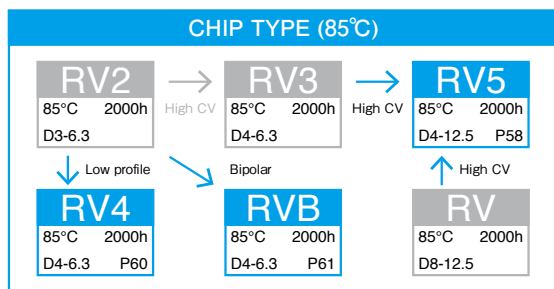 CHIP TYPE (85℃)
RV2
85°C 2000h
D3-6.3
High CV
RV3
85°C 2000h
D4-6.3
High CV
RV5
85°C 2000h
D4-12.5 P58
Low profile
Bipolar
High CV
RV4
85°C 2000h
D4-6.3 P60
RVB
85°C 2000h
D4-6.3 P61
RV
85°C 2000h
D8-12.5